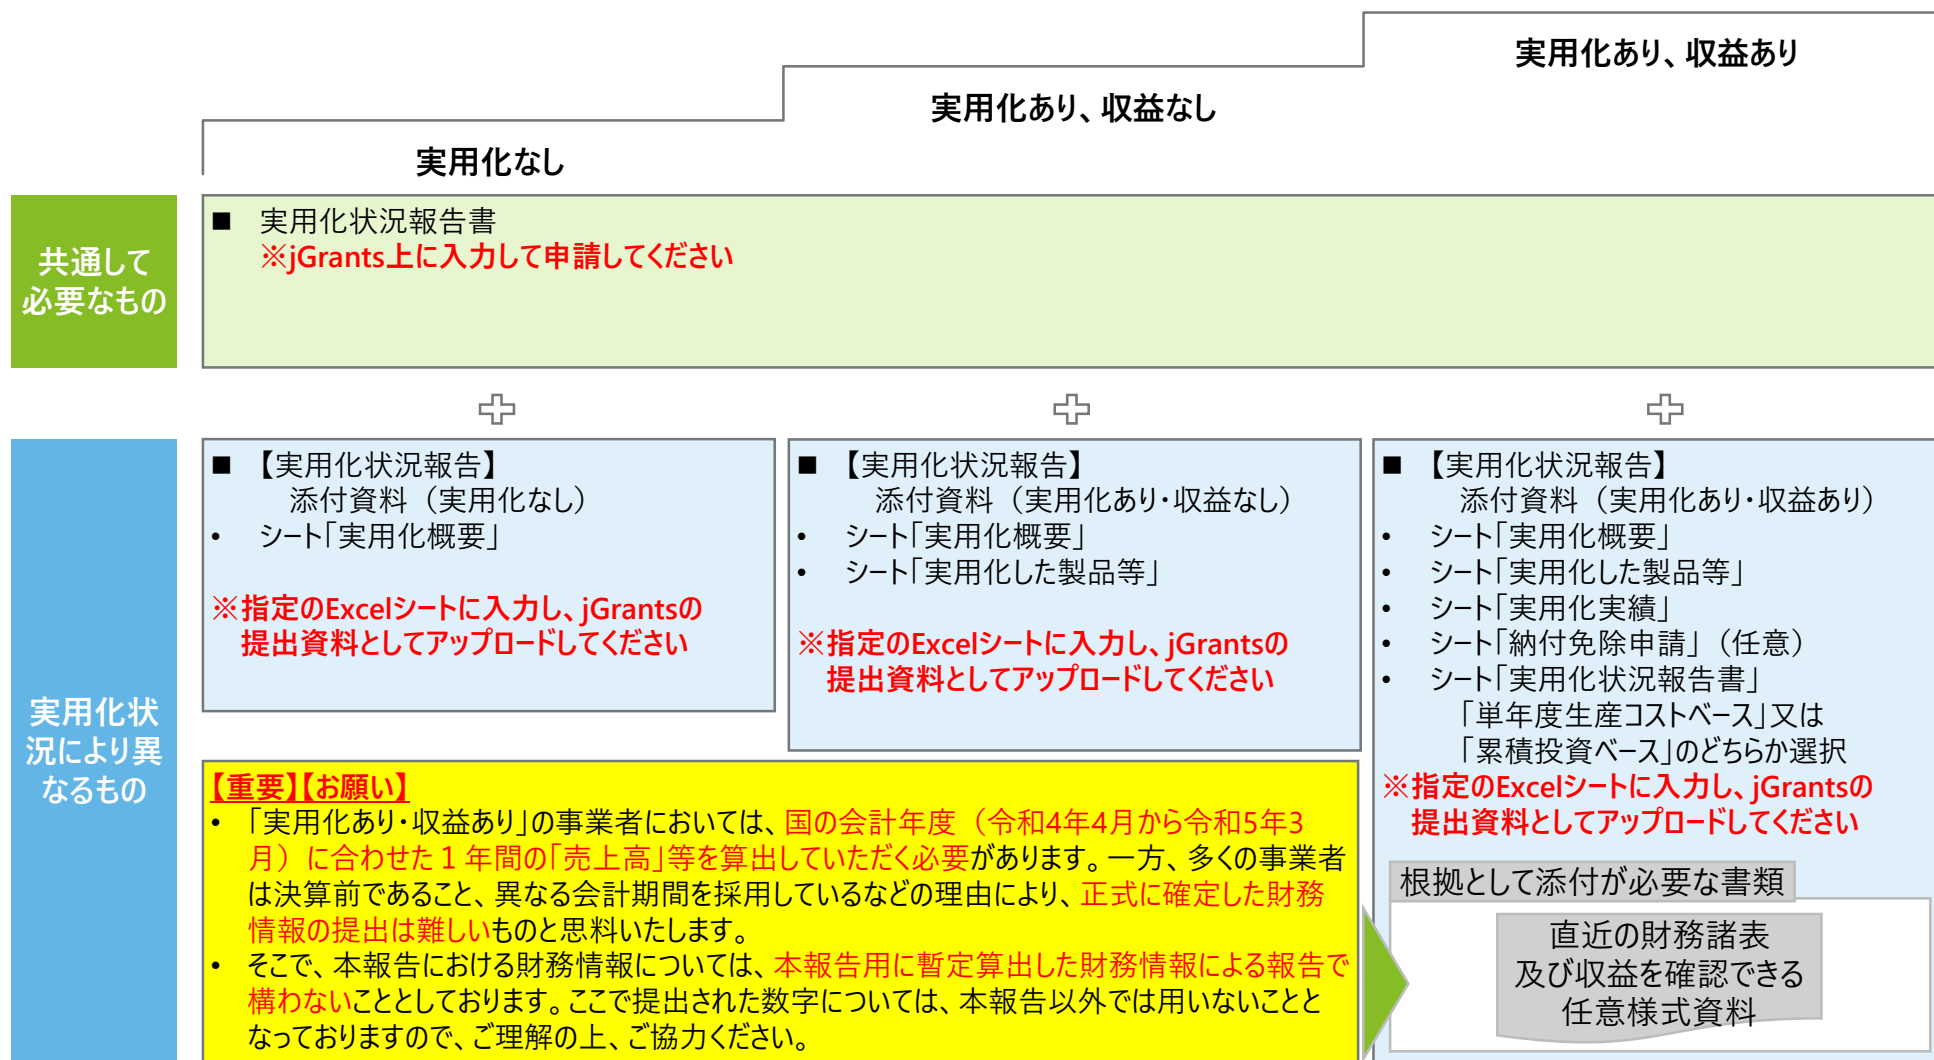 実用化あり、収益あり
実用化あり、収益なし
実用化なし
共通して
必要なもの
■ 実用化状況報告書
※jGrants上に入力して申請してください
実用化状
況により異
なるもの
■ 【実用化状況報告】
添付資料（実用化なし）
• シート「実用化概要」
※指定のExcelシートに入力し、jGrantsの
提出資料としてアップロードしてください
■ 【実用化状況報告】
添付資料（実用化あり・収益なし）
• シート「実用化概要」
• シート「実用化した製品等」
※指定のExcelシートに入力し、jGrantsの
提出資料としてアップロードしてください
■ 【実用化状況報告】
添付資料（実用化あり・収益あり）
• シート「実用化概要」
• シート「実用化した製品等」
• シート「実用化実績」
• シート「納付免除申請」（任意）
• シート「実用化状況報告書」
「単年度生産コストベース」又は
「累積投資ベース」のどちらか選択
※指定のExcelシートに入力し、jGrantsの
提出資料としてアップロードしてください
根拠として添付が必要な書類
直近の財務諸表
及び収益を確認できる
任意様式資料
【重要】【お願い】
• 「実用化あり・収益あり」の事業者においては、国の会計年度（令和4年4月から令和5年3
月）に合わせた１年間の「売上高」等を算出していただく必要があります。一方、多くの事業者
は決算前であること、異なる会計期間を採用しているなどの理由により、正式に確定した財務
情報の提出は難しいものと思料いたします。
• そこで、本報告における財務情報については、本報告用に暫定算出した財務情報による報告で
構わないこととしております。ここで提出された数字については、本報告以外では用いないことと
なっておりますので、ご理解の上、ご協力ください。